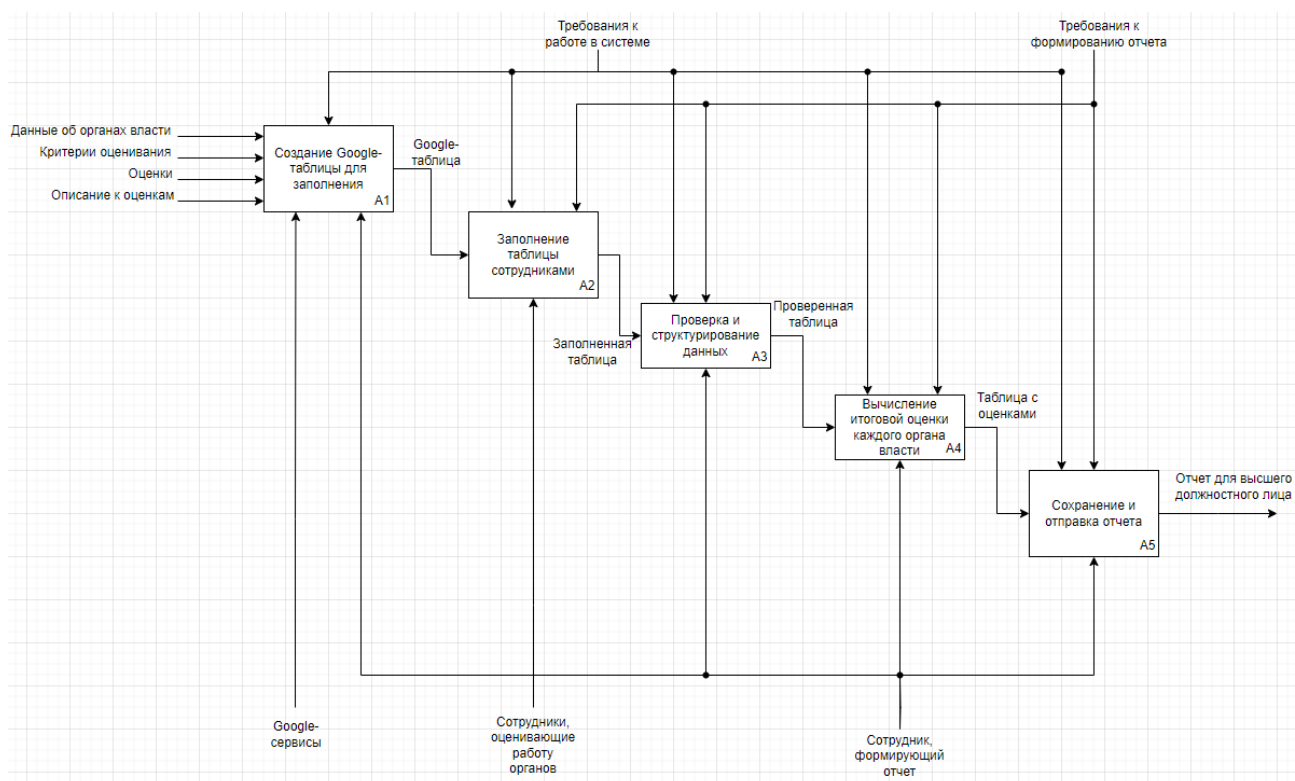 Требования к
работе в системе
Требования к
формированию отчета
Данные об органах власти
Критерии оценивания
Оценки
Описание к оценкам
Создание Google-
таблицы для
заполнения
A1
Google-
таблица
Заполнение
таблицы
сотрудниками
A2
Заполненная
таблица
Проверка и
структурирование
данных
A3
Проверенная
таблица
Вычисление
итоговой оценки
каждого органа
власти
A4
Таблица с
оценками
Сохранение и
отправка отчета
A5
Отчет для высшего
должностного лица
Google-
сервисы
Сотрудники,
оценивающие
работу
органов
Сотрудник,
формирующий
отчет